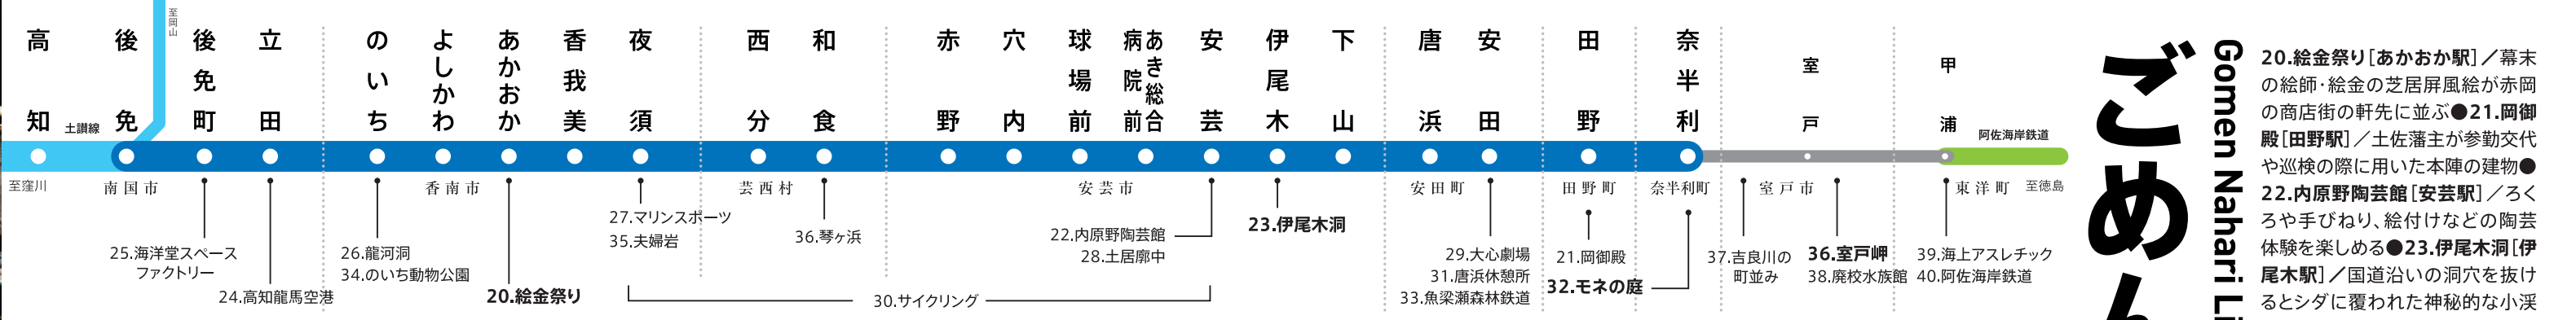 至岡山
高知
後免
後免町
立田
のいち
よしかわ
あかおか
香我美
夜須
西分
和食
赤野
穴内
球場前
あき総合
病院前
安芸
伊尾木
下山
唐浜
安田
田野
奈半利
室戸
甲浦
土讃線
阿佐海岸鉄道
至窪川
南国市
香南市
芸西村
安芸市
安田町
田野町
奈半利町
室戸市
東洋町
至徳島
25.海洋堂スペース
ファクトリー
24.高知龍馬空港
26.龍河洞
34.のいち動物公園
20.絵金祭り
27.マリンスポーツ
35.夫婦岩
36.琴ヶ浜
30.サイクリング
22.内原野陶芸館
28.土居廓中
23.伊尾木洞
29.大心劇場
31.唐浜休憩所
33.魚梁瀬森林鉄道
21.岡御殿
32.モネの庭
37.吉良川の
町並み
36.室戸岬
38.廃校水族館
39.海上アスレチック
40.阿佐海岸鉄道
ごめん
Gomen Nahari Li
20.絵金祭り［あかおか駅］／幕末
の絵師・絵金の芝居屏風絵が赤岡
の商店街の軒先に並ぶ●21.岡御
殿［田野駅］／土佐藩主が参勤交代
や巡検の際に用いた本陣の建物●
22.内原野陶芸館［安芸駅］／ろく
ろや手びねり、絵付けなどの陶芸
体験を楽しめる●23.伊尾木洞［伊
尾木駅］／国道沿いの洞穴を抜け
るとシダに覆われた神秘的な小渓